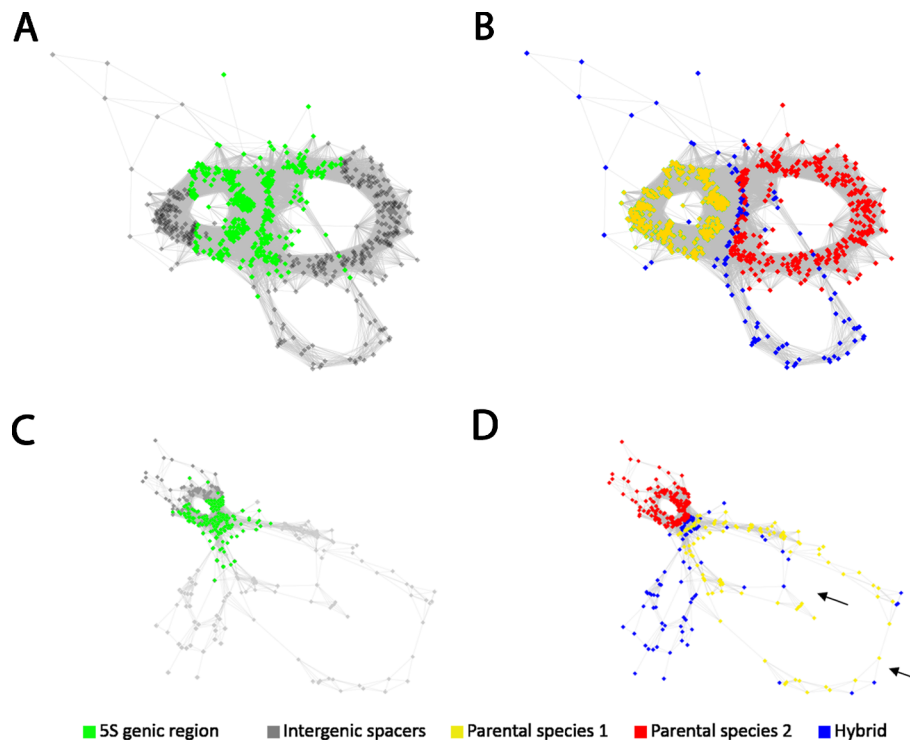 A B
C D
5S genic region Intergenic spacers Parental species 1 Parental species 2 Hybrid